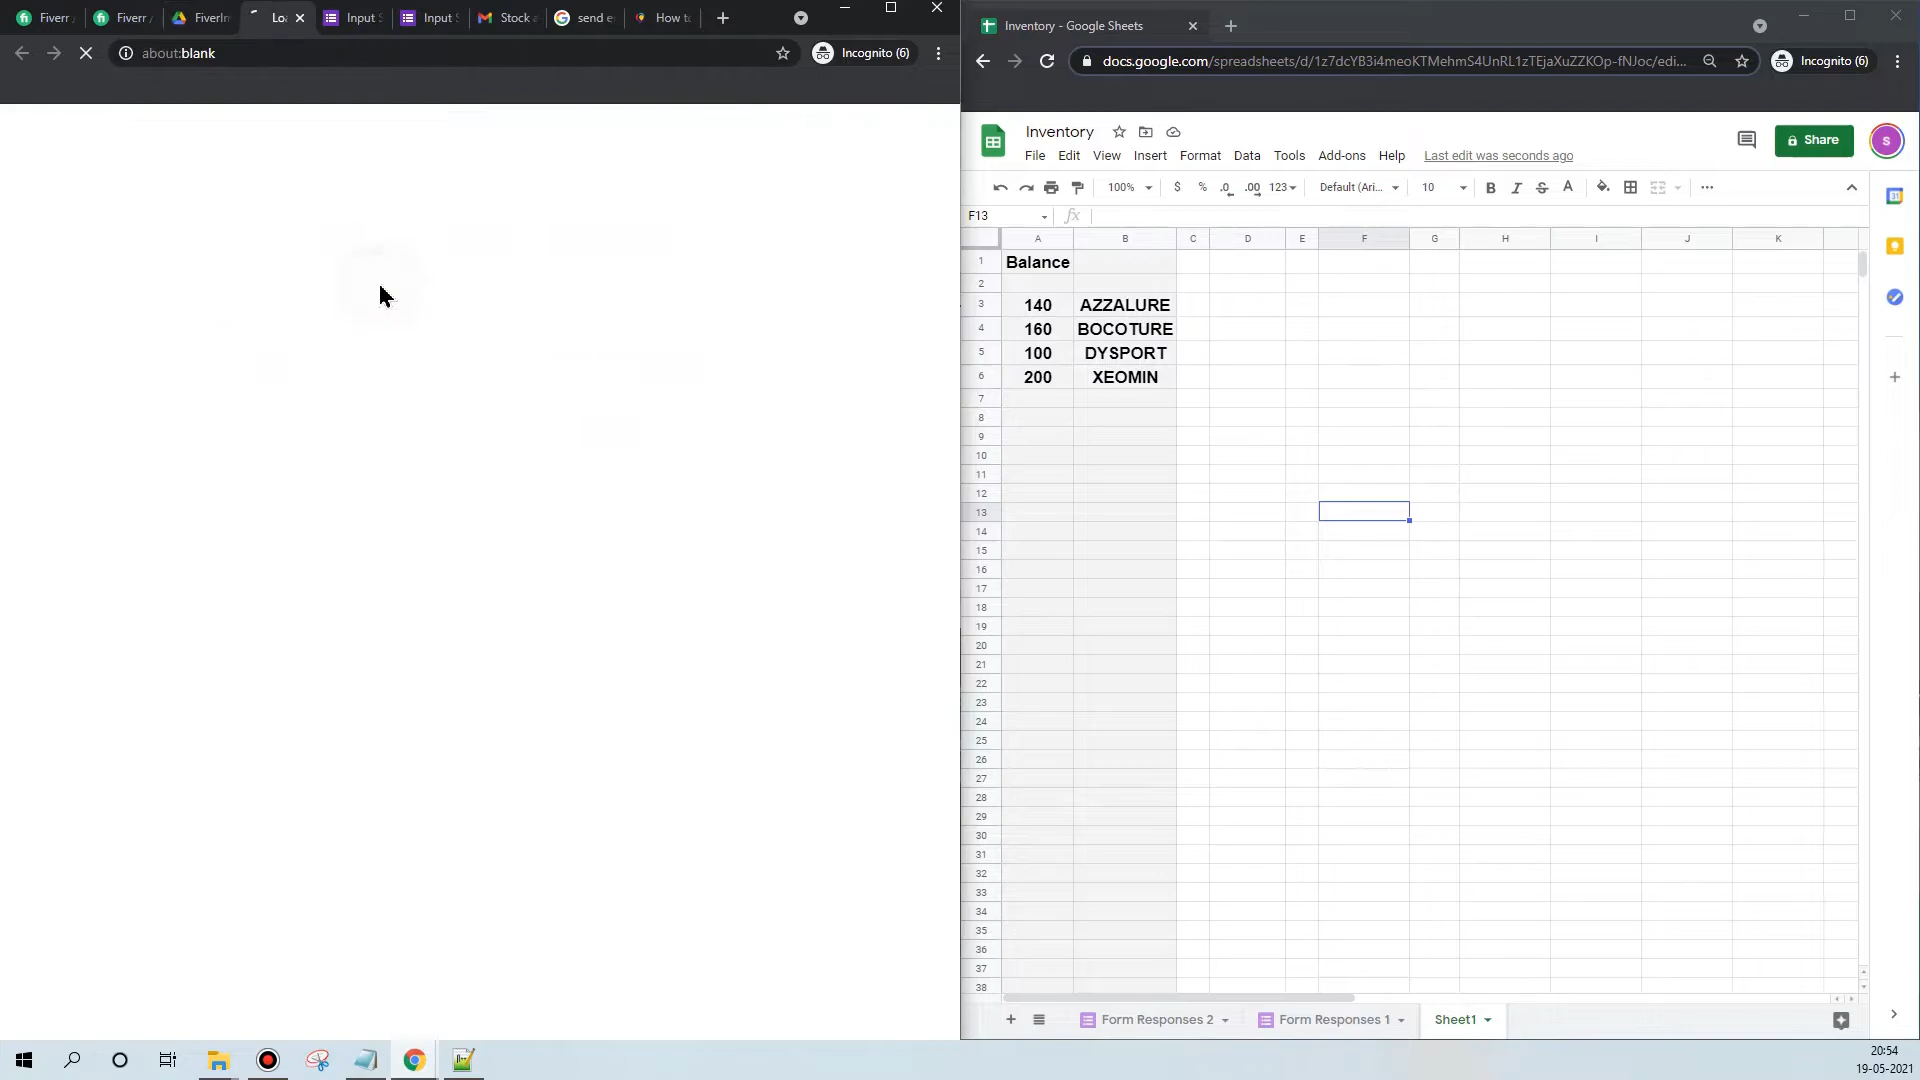 Fiverr
Fiverr
FiverIn
Loa
Input S
Input S
Stock a
send e
How to
about:blank
Incognito (6)
Inventory - Google Sheets
docs.google.com/spreadsheets/d/1z7dcYB3i4meoKTMehmS4UnRL1zTEjaXuZZKOp-fNJoc/edi...
Incognito (6)
Inventory
Share
S
File Edit View Insert Format Data Tools Add-ons Help Last edit was seconds ago
100% $ % .0 .00 123 Default (Ari... 10 B I S A
F13 fx
A B C D E F G H I J K
1 Balance
2
3 140 AZZALURE
4 160 BOCOTURE
5 100 DYSPORT
6 200 XEOMIN
7
8
9
10
11
12
13
14
15
16
17
18
19
20
21
22
23
24
25
26
27
28
29
30
31
32
33
34
35
36
37
38
Form Responses 2 Form Responses 1 Sheet1
31
20:54
19-05-2021